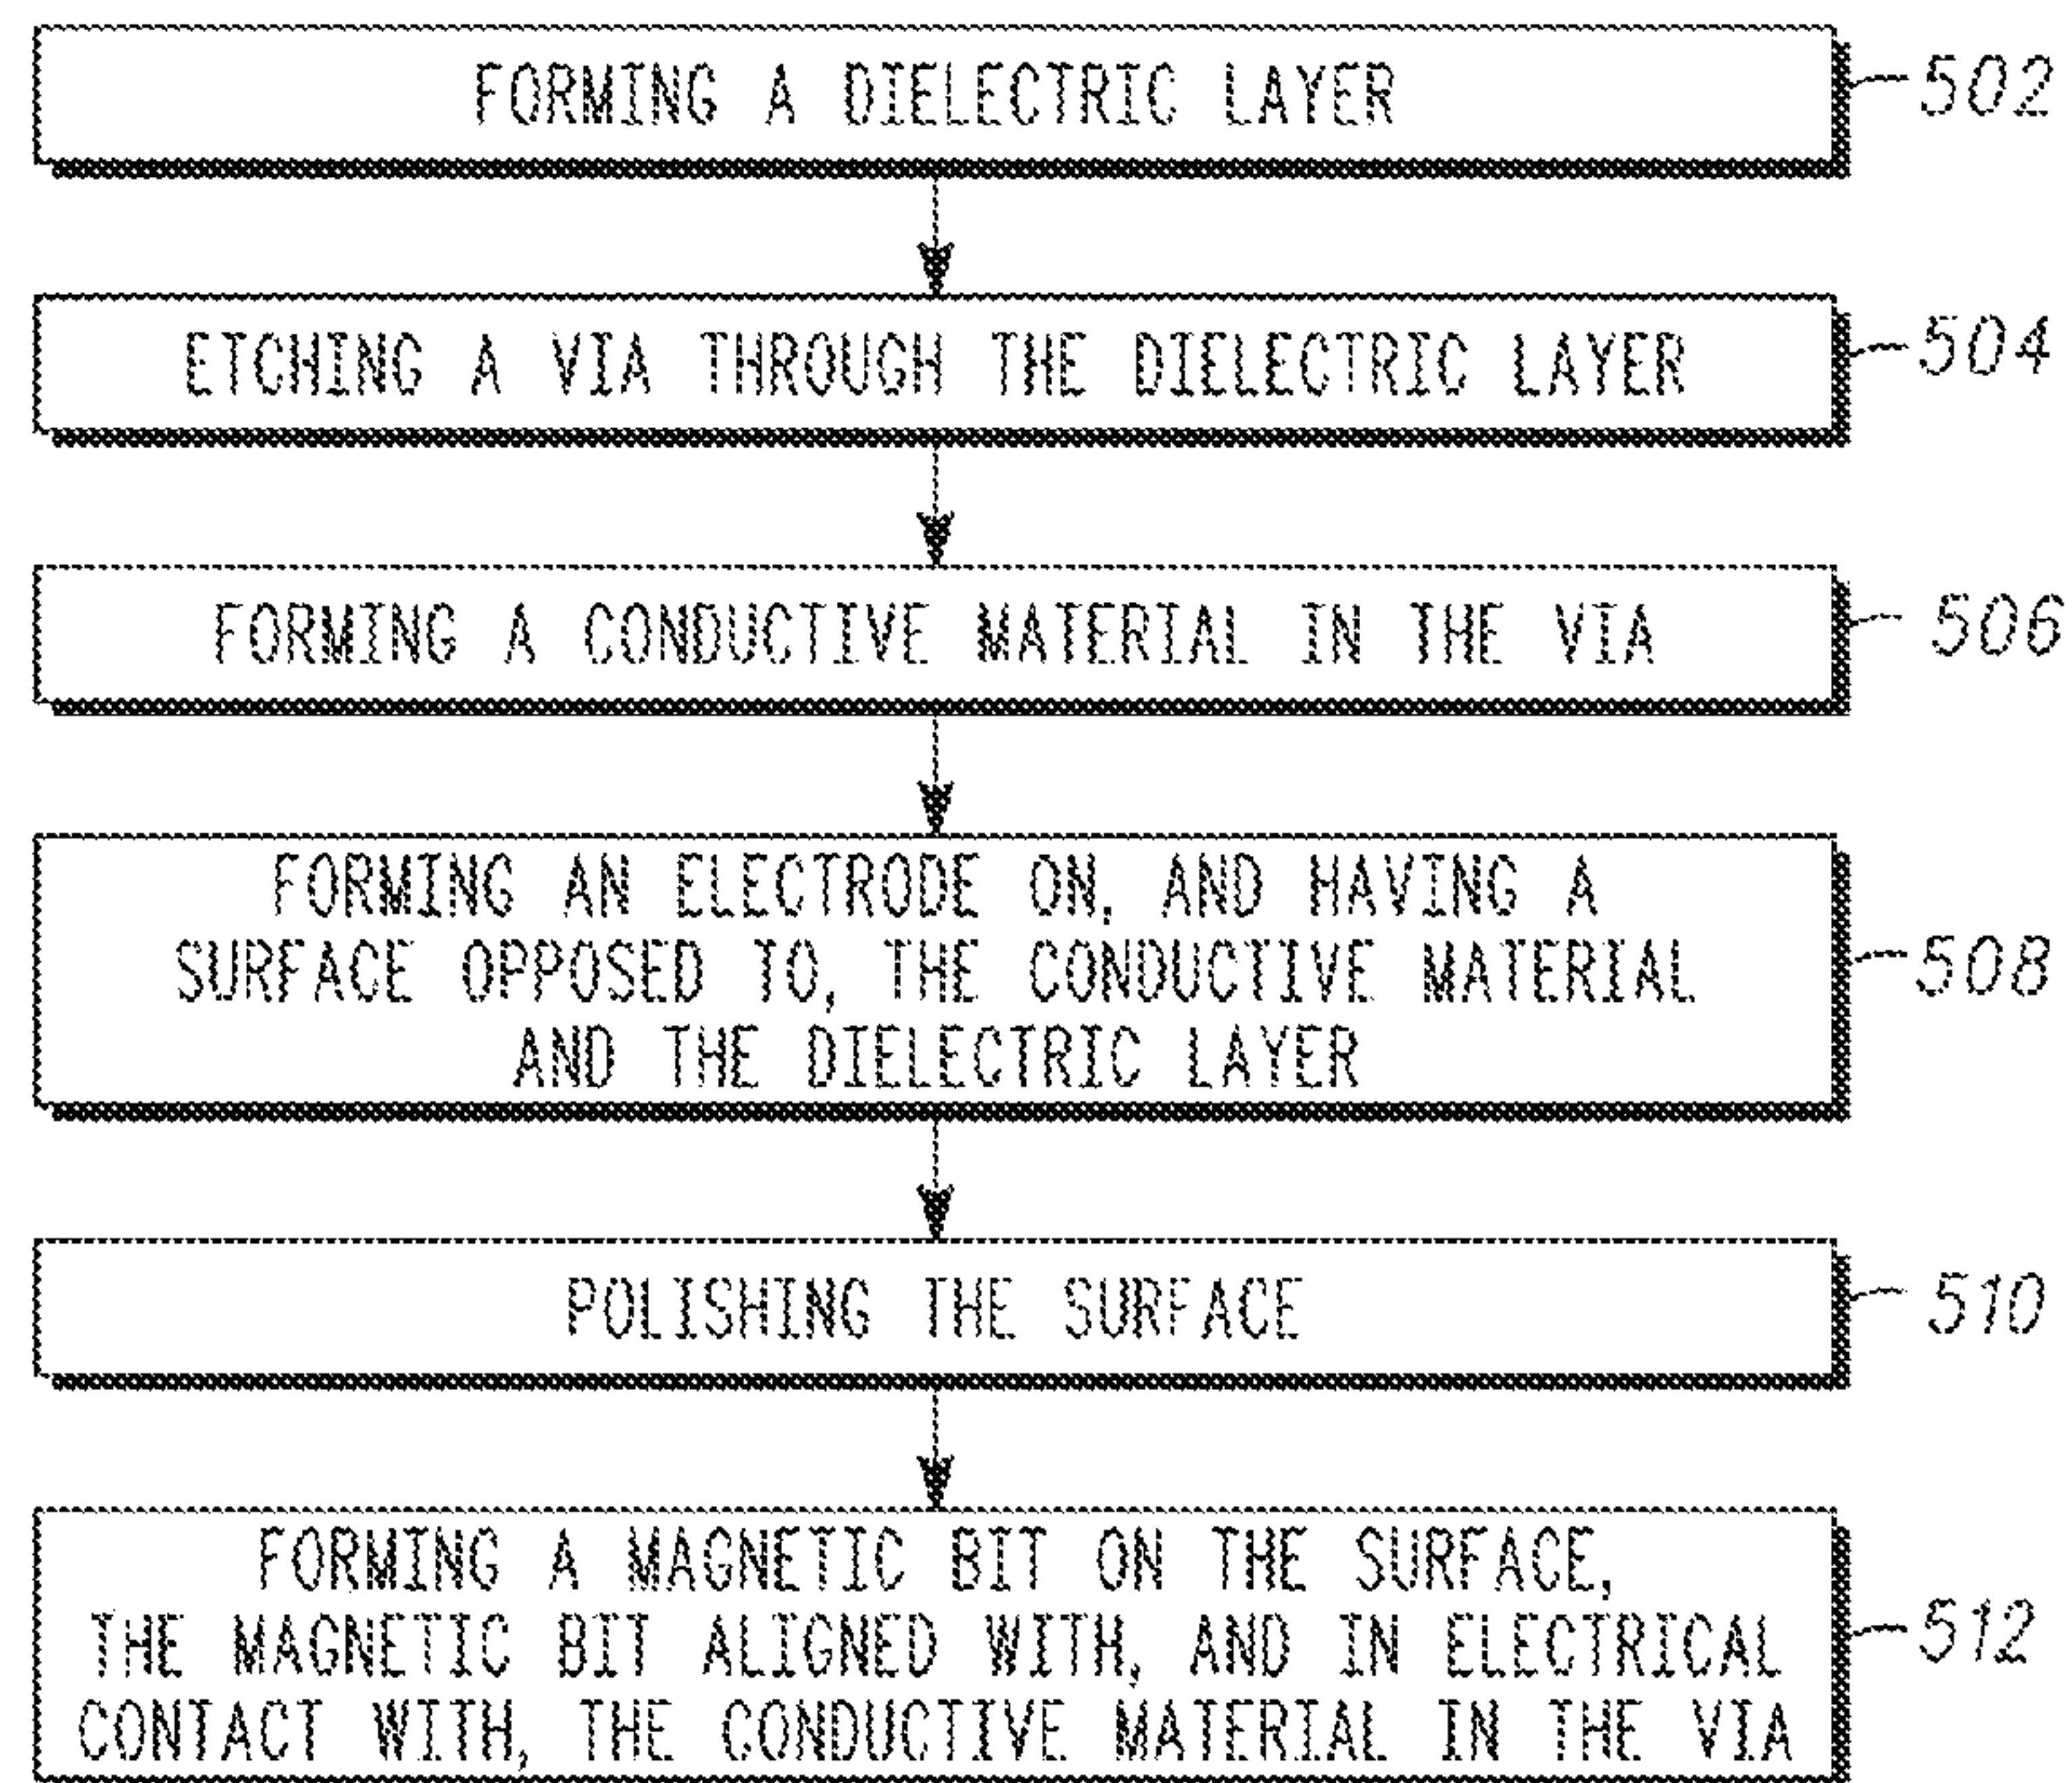 FORMING A DIELECTRIC LAYER
502
ETCHING A VIA THROUGH THE DIELECTRIC LAYER
504
FORMING A CONDUCTIVE MATERIAL IN THE VIA
506
FORMING AN ELECTRODE ON, AND HAVING A
SURFACE OPPOSED TO, THE CONDUCTIVE MATERIAL
AND THE DIELECTRIC LAYER
508
POLISHING THE SURFACE
510
FORMING A MAGNETIC BIT ON THE SURFACE,
THE MAGNETIC BIT ALIGNED WITH, AND IN ELECTRICAL
CONTACT WITH, THE CONDUCTIVE MATERIAL IN THE VIA
512